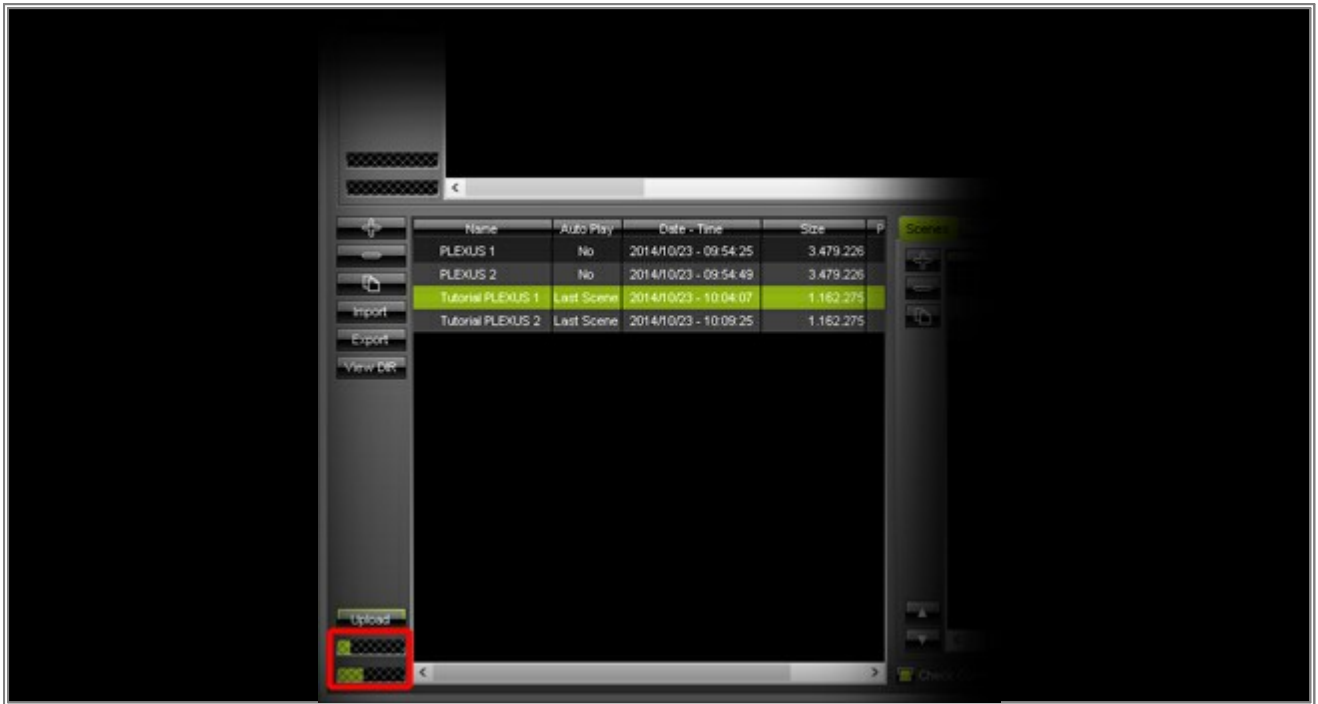 Name Auto Play Date - Time Size P Scenes
PLEXUS 1 No 2014/10/23 - 09:54:25 3.479.226
PLEXUS 2 No 2014/10/23 - 09:54:49 3.479.226
Tutorial PLEXUS 1 Last Scene 2014/10/23 - 10:04:07 1.162.275
Import
Tutorial PLEXUS 2 Last Scene 2014/10/23 - 10:09:25 1.162.275
Export
View DIR
Upload
Check